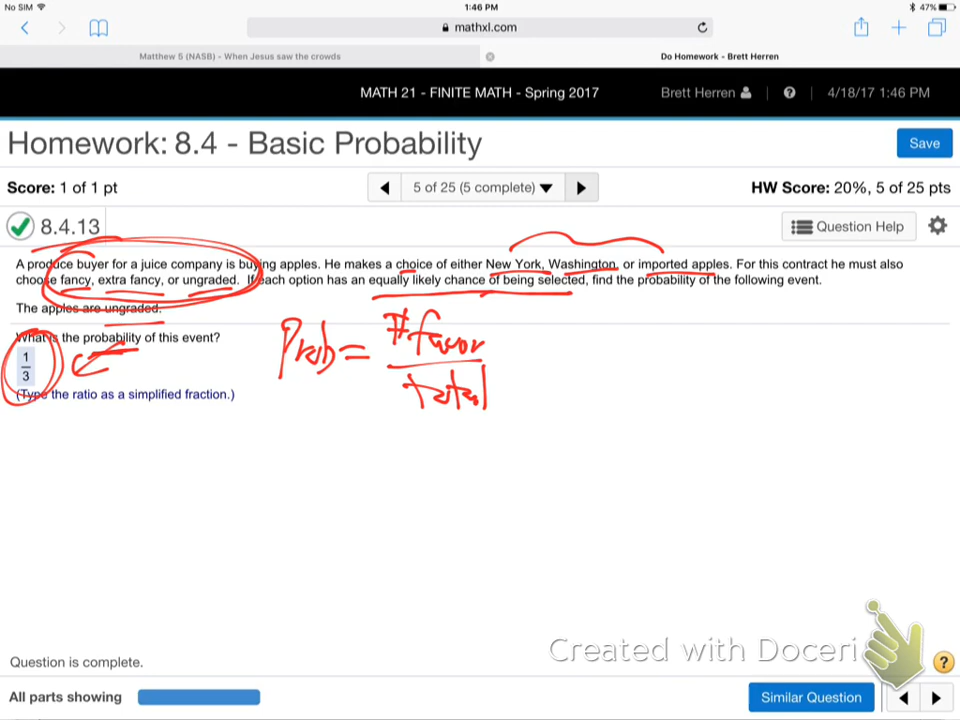 No SIM
1:46 PM
47%
mathxl.com
Matthew 5 (NASB) - When Jesus saw the crowds
Do Homework - Brett Herren
MATH 21 - FINITE MATH - Spring 2017
Brett Herren
?
4/18/17 1:46 PM
Homework: 8.4 - Basic Probability
Save
Score: 1 of 1 pt
5 of 25 (5 complete)
HW Score: 20%, 5 of 25 pts
8.4.13
Question Help
A produce buyer for a juice company is buying apples. He makes a choice of either New York, Washington, or imported apples. For this contract he must also
choose fancy, extra fancy, or ungraded. If each option has an equally likely chance of being selected, find the probability of the following event.
The apples are ungraded.
What is the probability of this event?
1
3
(Type the ratio as a simplified fraction.)
Prob = # favor
total
Created with Doceri
Question is complete.
?
All parts showing
Similar Question